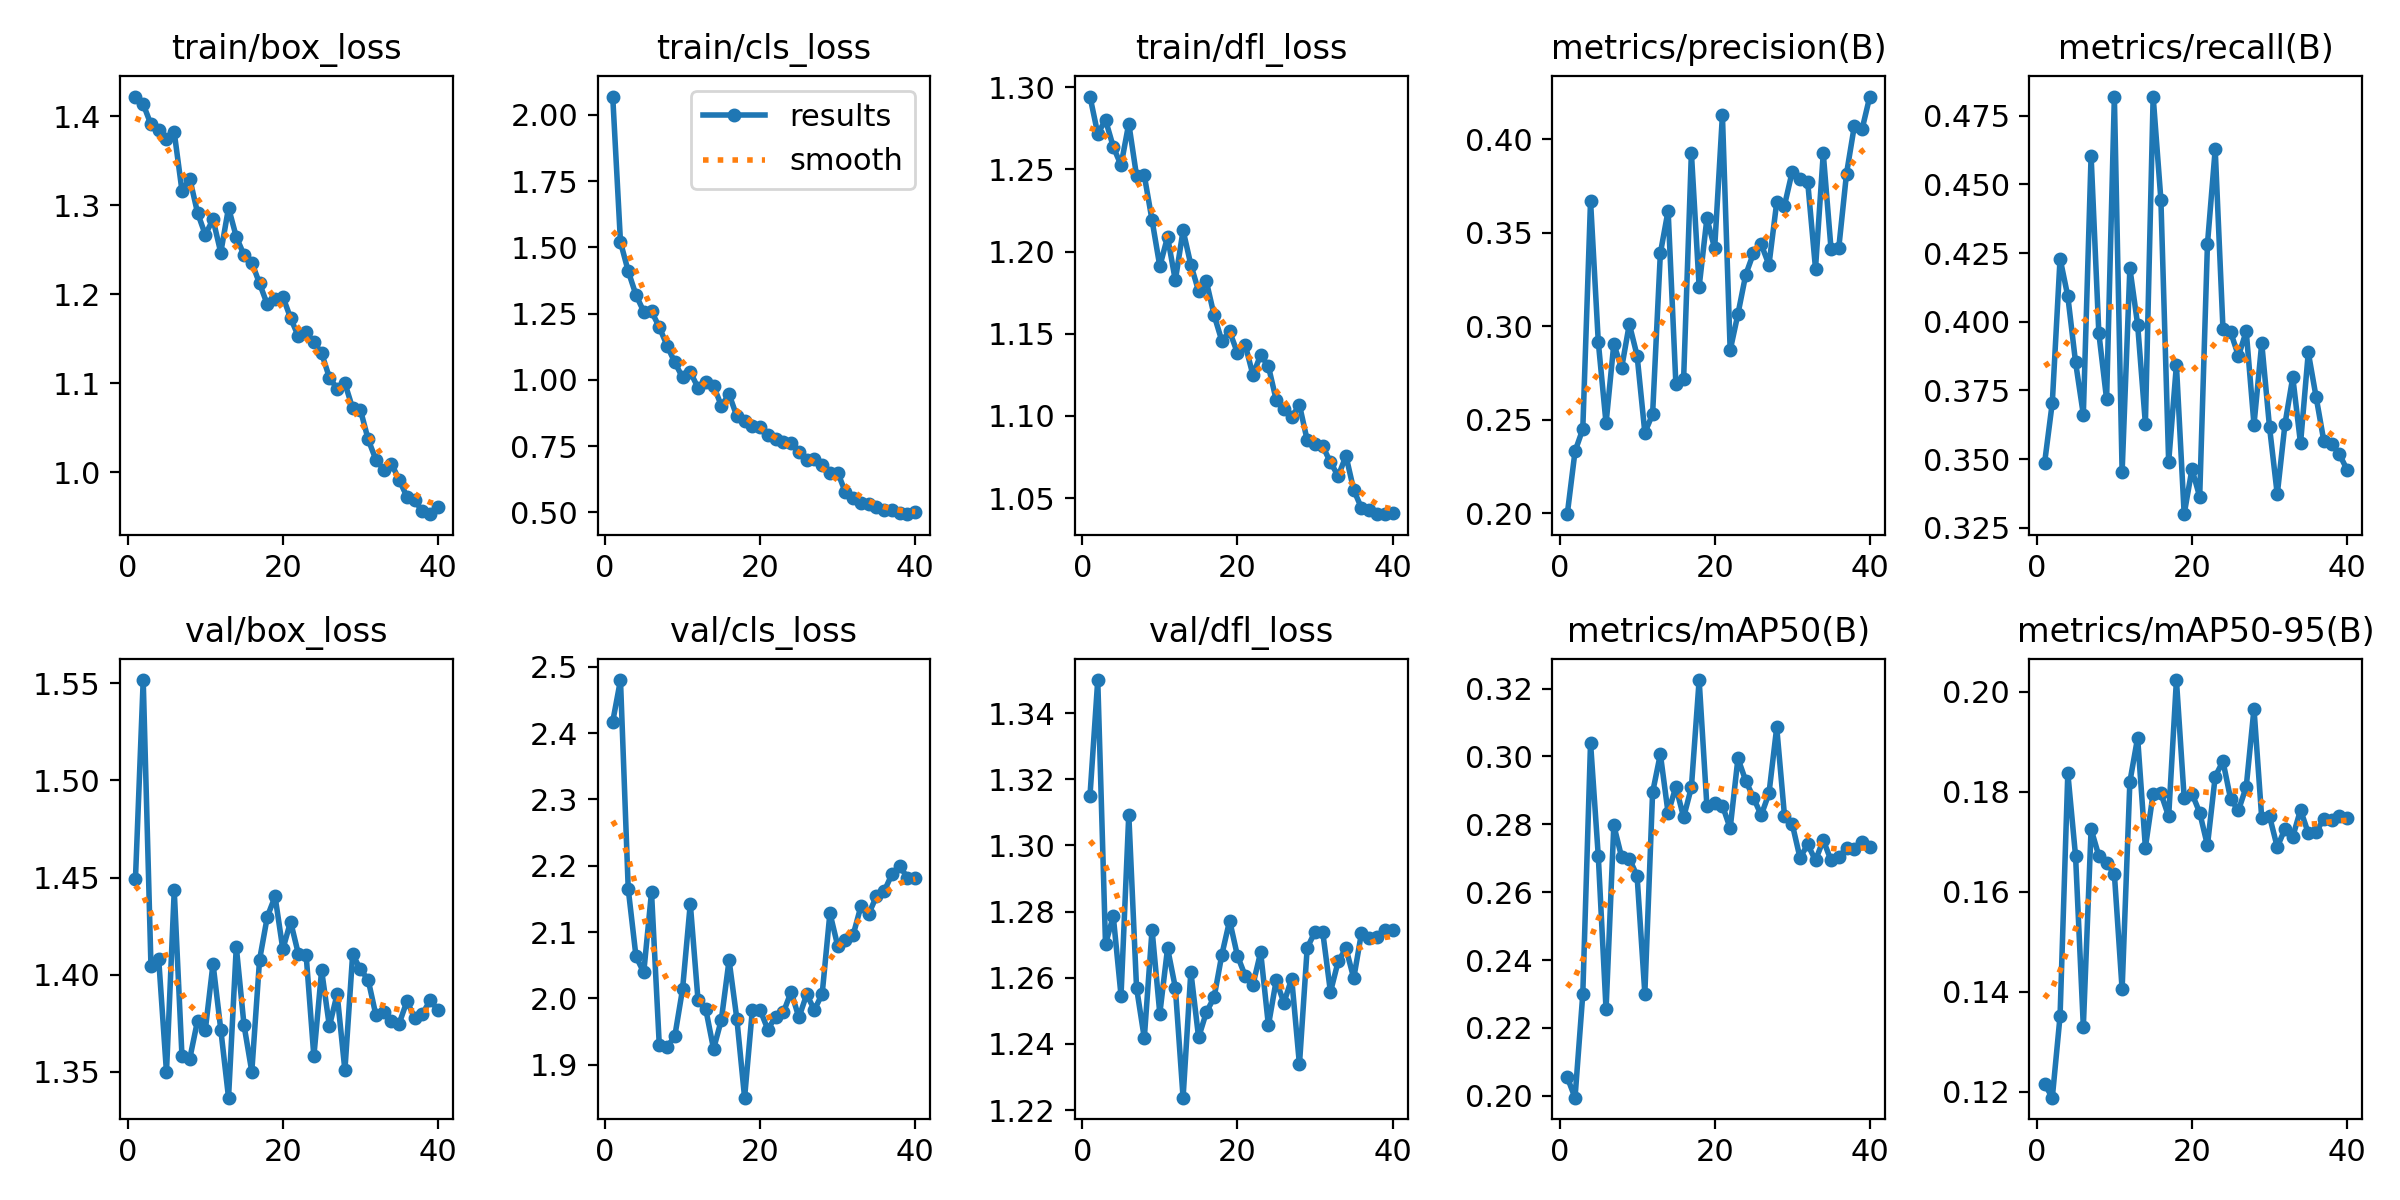 train/box_loss
train/cls_loss
train/dfl_loss
metrics/precision(B)
metrics/recall(B)
1.4
1.3
1.2
1.1
1.0
0 20 40
2.00
1.75
1.50
1.25
1.00
0.75
0.50
results
smooth
0 20 40
1.30
1.25
1.20
1.15
1.10
1.05
0 20 40
0.40
0.35
0.30
0.25
0.20
0 20 40
0.475
0.450
0.425
0.400
0.375
0.350
0.325
0 20 40
val/box_loss
val/cls_loss
val/dfl_loss
metrics/mAP50(B)
metrics/mAP50-95(B)
1.55
1.50
1.45
1.40
1.35
0 20 40
2.5
2.4
2.3
2.2
2.1
2.0
1.9
0 20 40
1.34
1.32
1.30
1.28
1.26
1.24
1.22
0 20 40
0.32
0.30
0.28
0.26
0.24
0.22
0.20
0 20 40
0.20
0.18
0.16
0.14
0.12
0 20 40